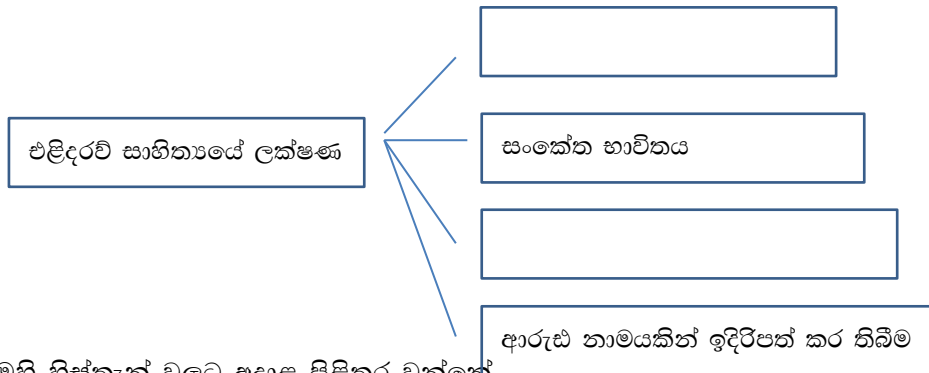 එළිදරව් සාහිත්‍යයේ ලක්ෂණ
සංකේත භාවිතය
ආරුඪ නාමයකින් ඉදිරිපත් කර තිබීම